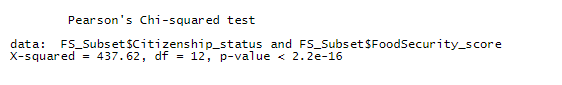 Pearson's Chi-squared test
data:  FS_Subset$Citizenship_status and FS_Subset$FoodSecurity_score
X-squared = 437.62, df = 12, p-value < 2.2e-16